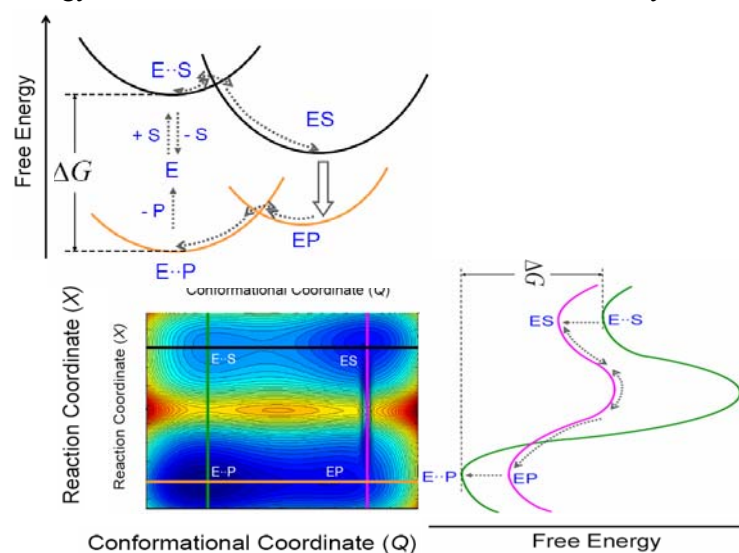 Free Energy
E··S
ES
+ S
- S
E
ΔG
- P
EP
E··P
Conformational Coordinate (Q)
Reaction Coordinate (X)
Reaction Coordinate (X)
E··S
ES
E··P
EP
Conformational Coordinate (Q)
ΔG
ES
E··S
E··P
EP
Free Energy